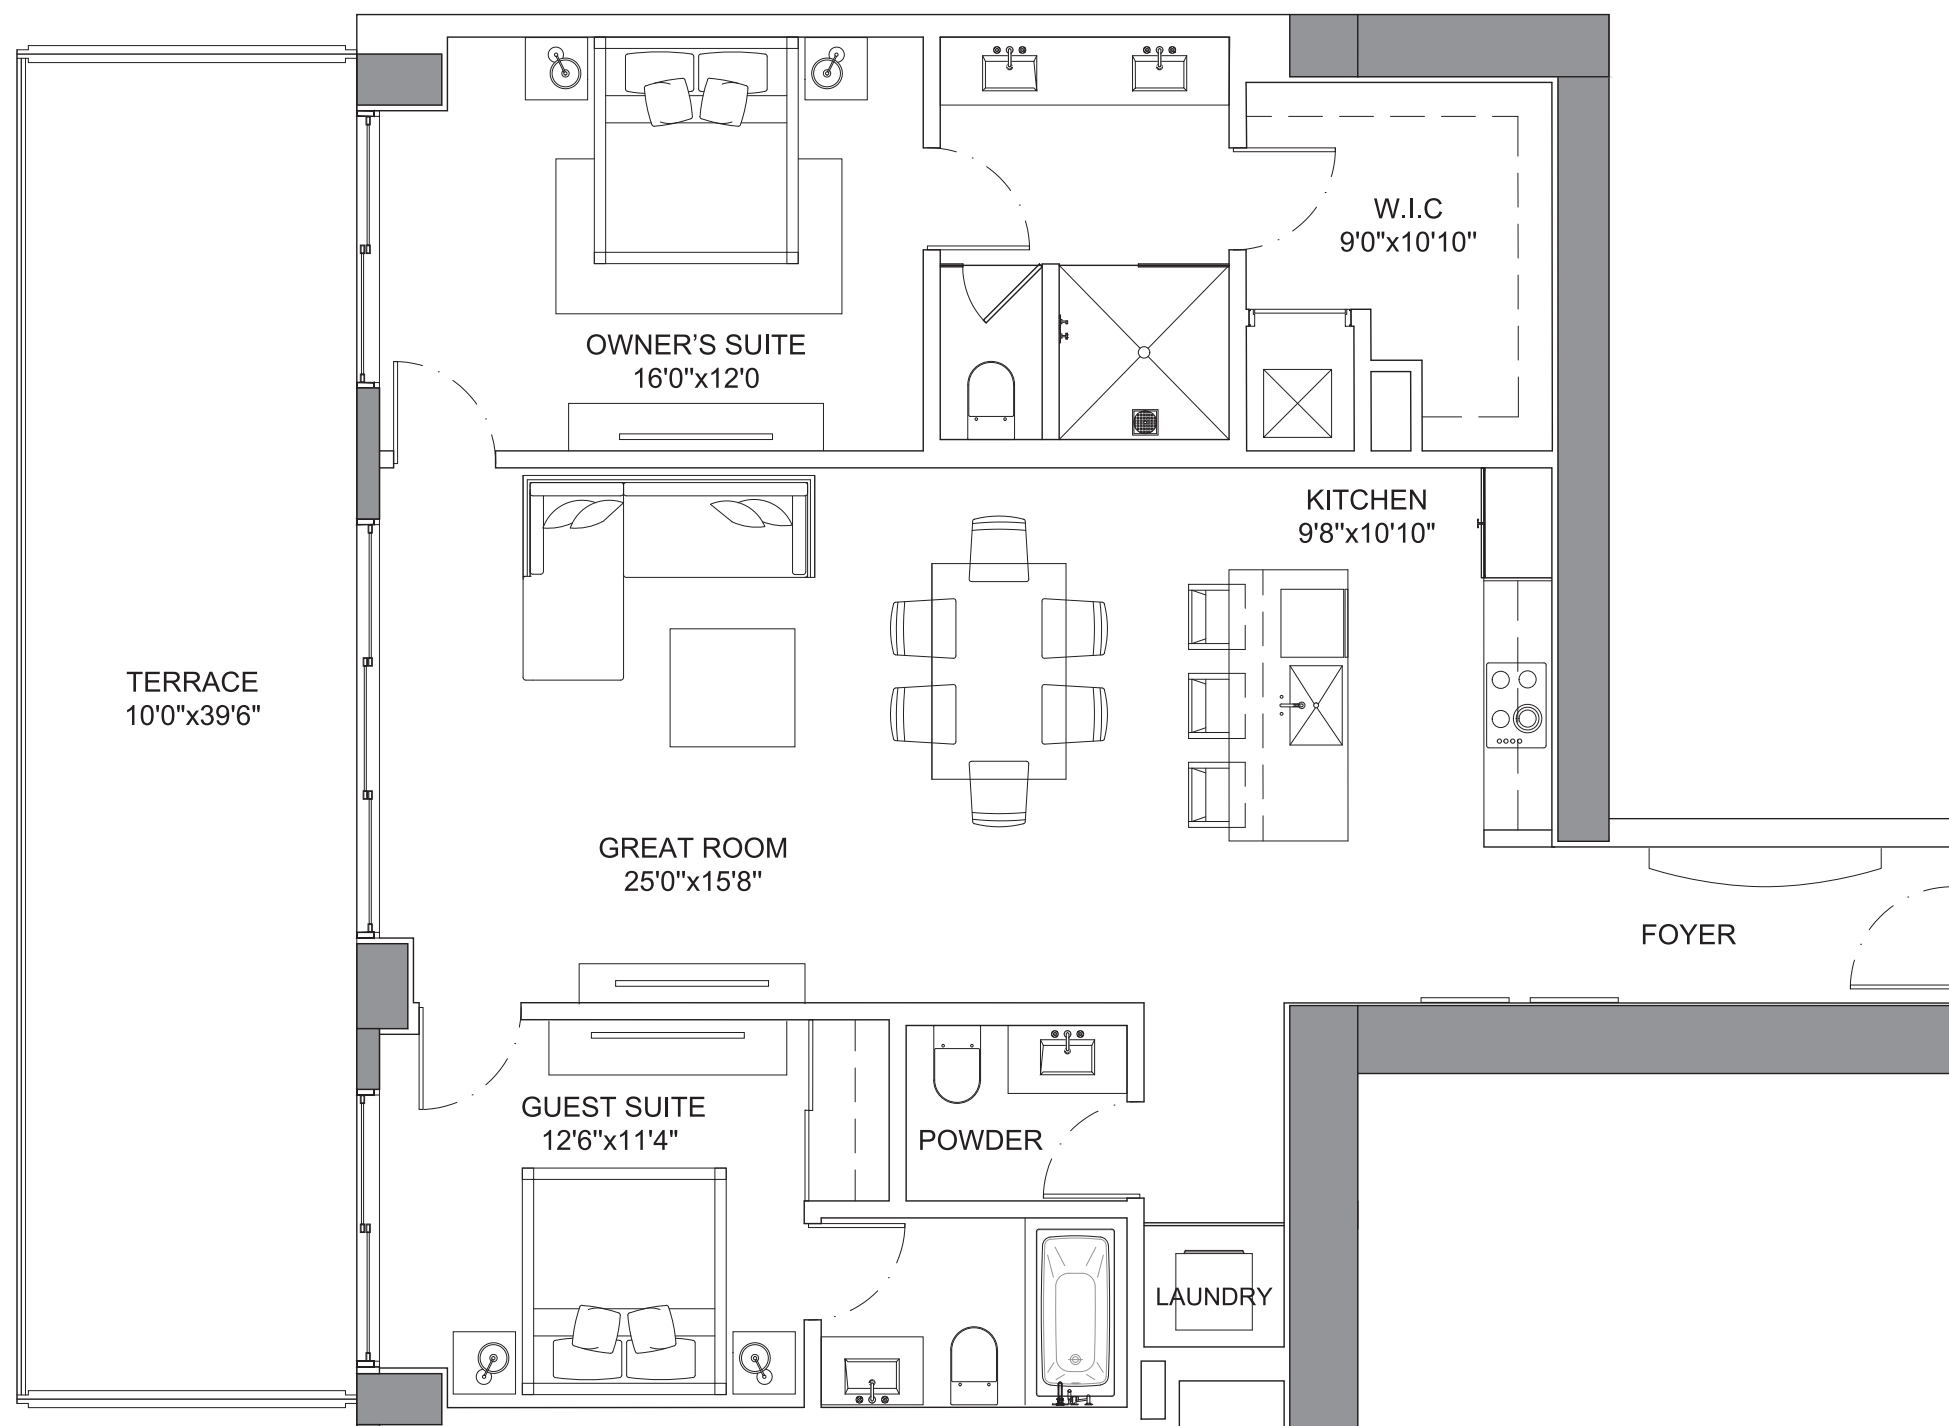 W.I.C
9'0"x10'10"
OWNER'S SUITE
16'0"x12'0
KITCHEN
9'8"x10'10"
TERRACE
10'0"x39'6"
GREAT ROOM
25'0"x15'8"
FOYER
GUEST SUITE
12'6"x11'4"
POWDER
LAUNDRY